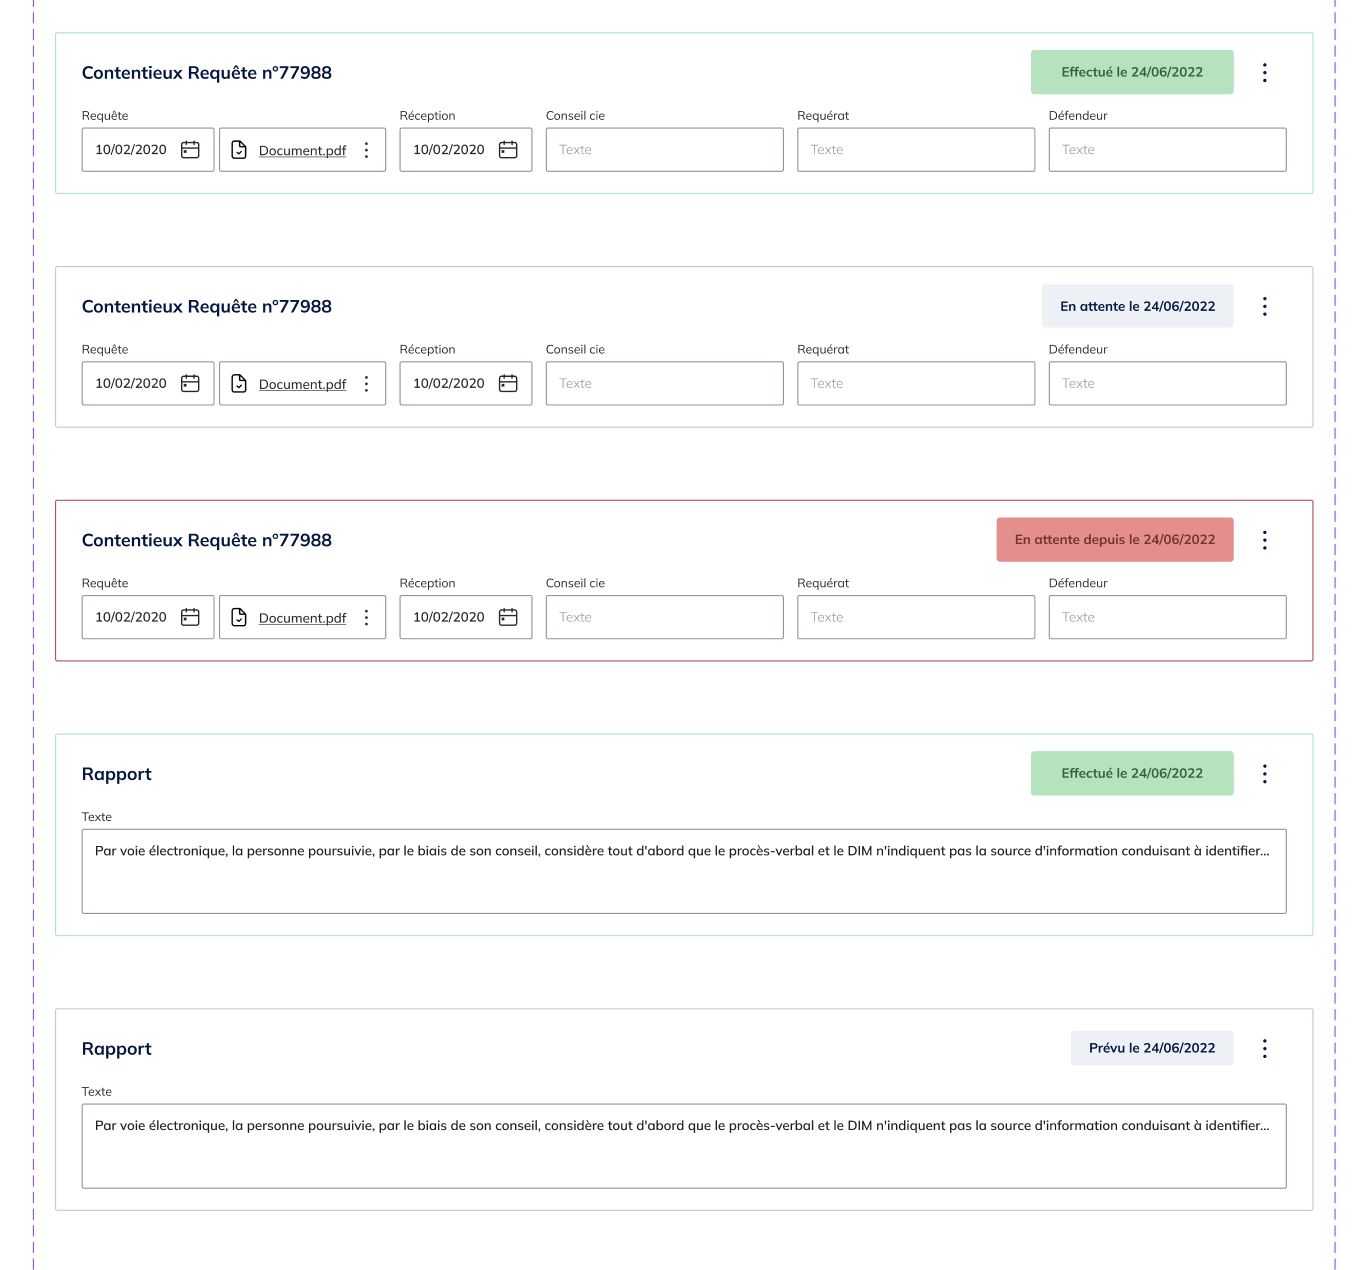 Contentieux Requête n°77988
Effectué le 24/06/2022
Requête
Réception
Conseil cie
Requérat
Défendeur
10/02/2020
Document.pdf
10/02/2020
Texte
Texte
Texte
Contentieux Requête n°77988
En attente le 24/06/2022
Requête
Réception
Conseil cie
Requérat
Défendeur
10/02/2020
Document.pdf
10/02/2020
Texte
Texte
Texte
Contentieux Requête n°77988
En attente depuis le 24/06/2022
Requête
Réception
Conseil cie
Requérat
Défendeur
10/02/2020
Document.pdf
10/02/2020
Texte
Texte
Texte
Rapport
Effectué le 24/06/2022
Texte
Par voie électronique, la personne poursuivie, par le biais de son conseil, considère tout d'abord que le procès-verbal et le DIM n'indiquent pas la source d'information conduisant à identifier...
Rapport
Prévu le 24/06/2022
Texte
Par voie électronique, la personne poursuivie, par le biais de son conseil, considère tout d'abord que le procès-verbal et le DIM n'indiquent pas la source d'information conduisant à identifier...